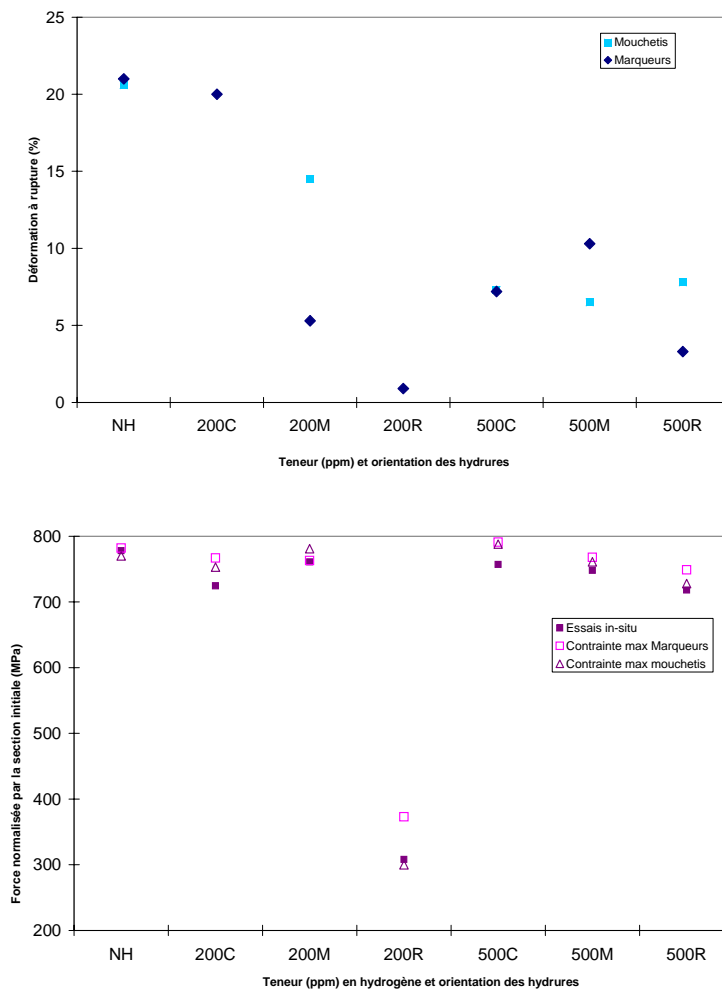 25
20
15
10
5
0
Déformation à rupture (%)
Mouchetis
Marqueurs
NH 200C 200M 200R 500C 500M 500R
Teneur (ppm) et orientation des hydrures
800
700
600
500
400
300
200
Force normalisée par la section initiale (MPa)
Essais in-situ
Contrainte max Marqueurs
Contrainte max mouchetis
NH 200C 200M 200R 500C 500M 500R
Teneur (ppm) en hydrogène et orientation des hydrures